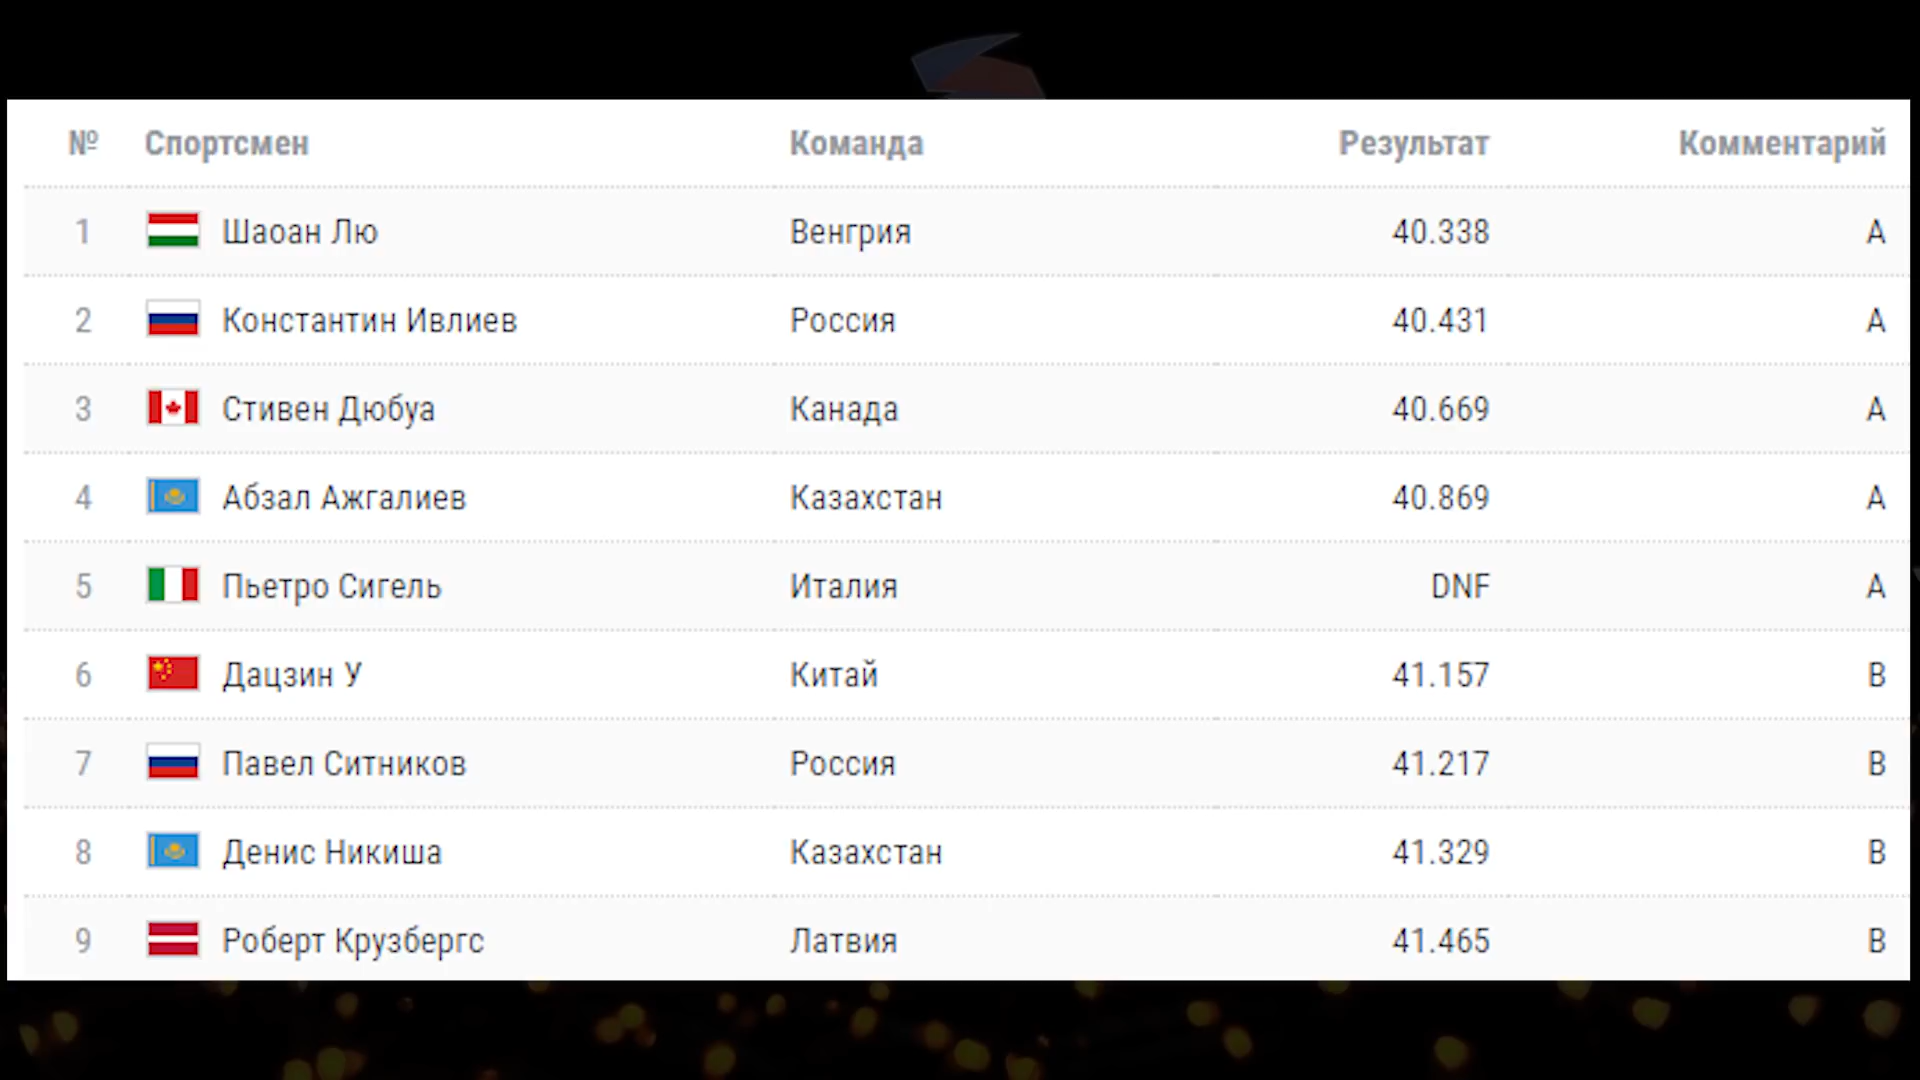 № Спортсмен Команда Результат Комментарий
1 Шаоан Лю Венгрия 40.338 A
2 Константин Ивлиев Россия 40.431 A
3 Стивен Дюбуа Канада 40.669 A
4 Абзал Ажгалиев Казахстан 40.869 A
5 Пьетро Сигель Италия DNF A
6 Дацзин У Китай 41.157 B
7 Павел Ситников Россия 41.217 B
8 Денис Никиша Казахстан 41.329 B
9 Роберт Крузбергс Латвия 41.465 B